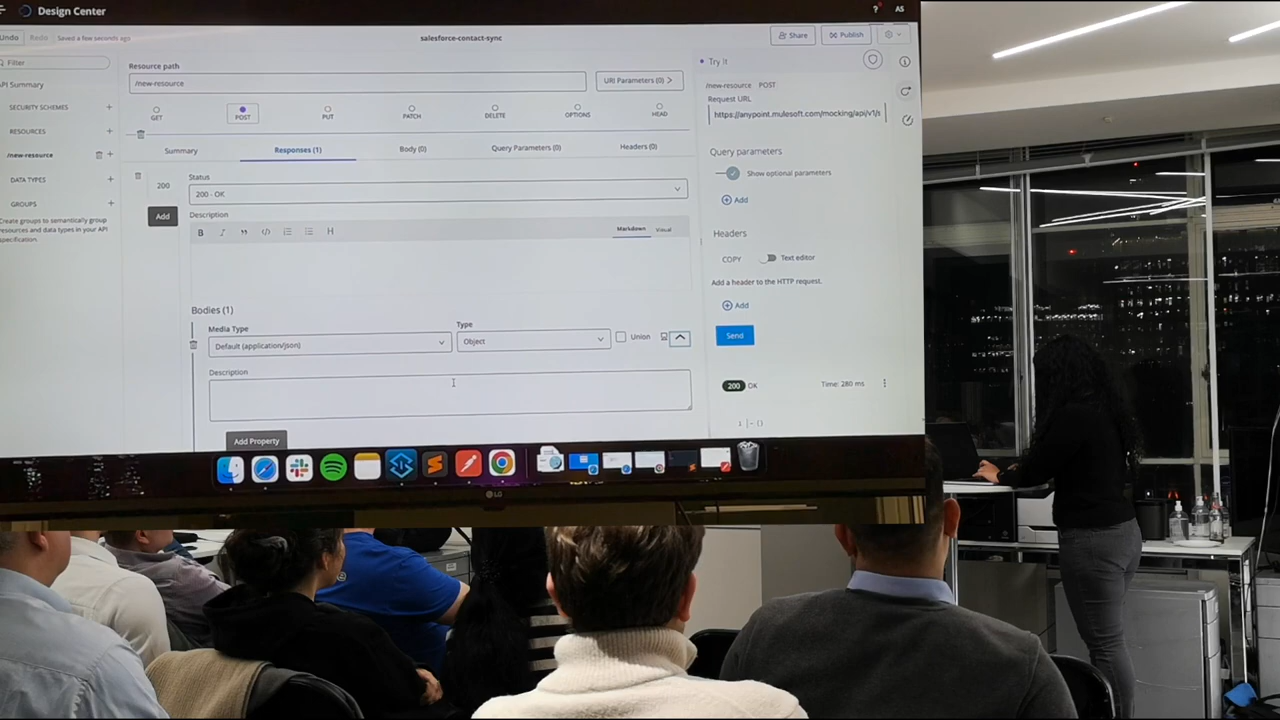 Design Center
? AS
Undo Redo Saved a few seconds ago
salesforce-contact-sync
Share
Publish
Filter
API Summary
SECURITY SCHEMES +
RESOURCES +
/new-resource +
DATA TYPES +
GROUPS +
Create groups to semantically group
resources and data types in your API
specification.
Resource path
/new-resource
URI Parameters (0) >
GET
POST
PUT
PATCH
DELETE
OPTIONS
HEAD
Summary
Responses (1)
Body (0)
Query Parameters (0)
Headers (0)
200
Add
Status
200 - OK
Description
B I " </> H
Markdown
Visual
Bodies (1)
Media Type
Default (application/json)
Type
Object
Union
Description
Add Property
Try it
/new-resource POST
Request URL
https://anypoint.mulesoft.com/mocking/api/v1/s
Query parameters
Show optional parameters
Add
Headers
COPY
Text editor
Add a header to the HTTP request.
Add
Send
200 OK
Time: 280 ms
1 |- {}
LG